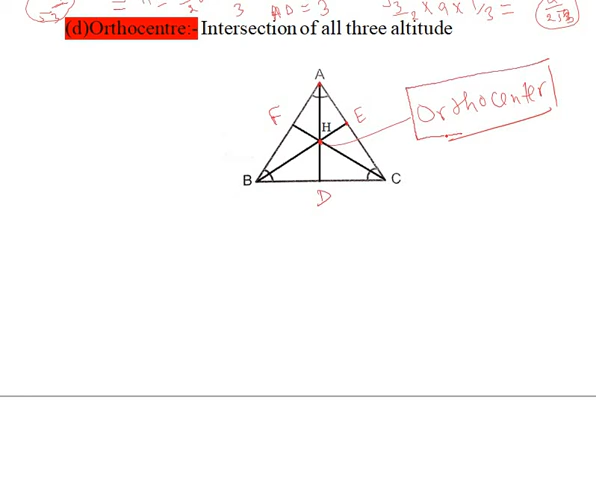 AD = 3
(d)Orthocentre:- Intersection of all three altitude
A
F
E
H
Orthocenter
B
C
D